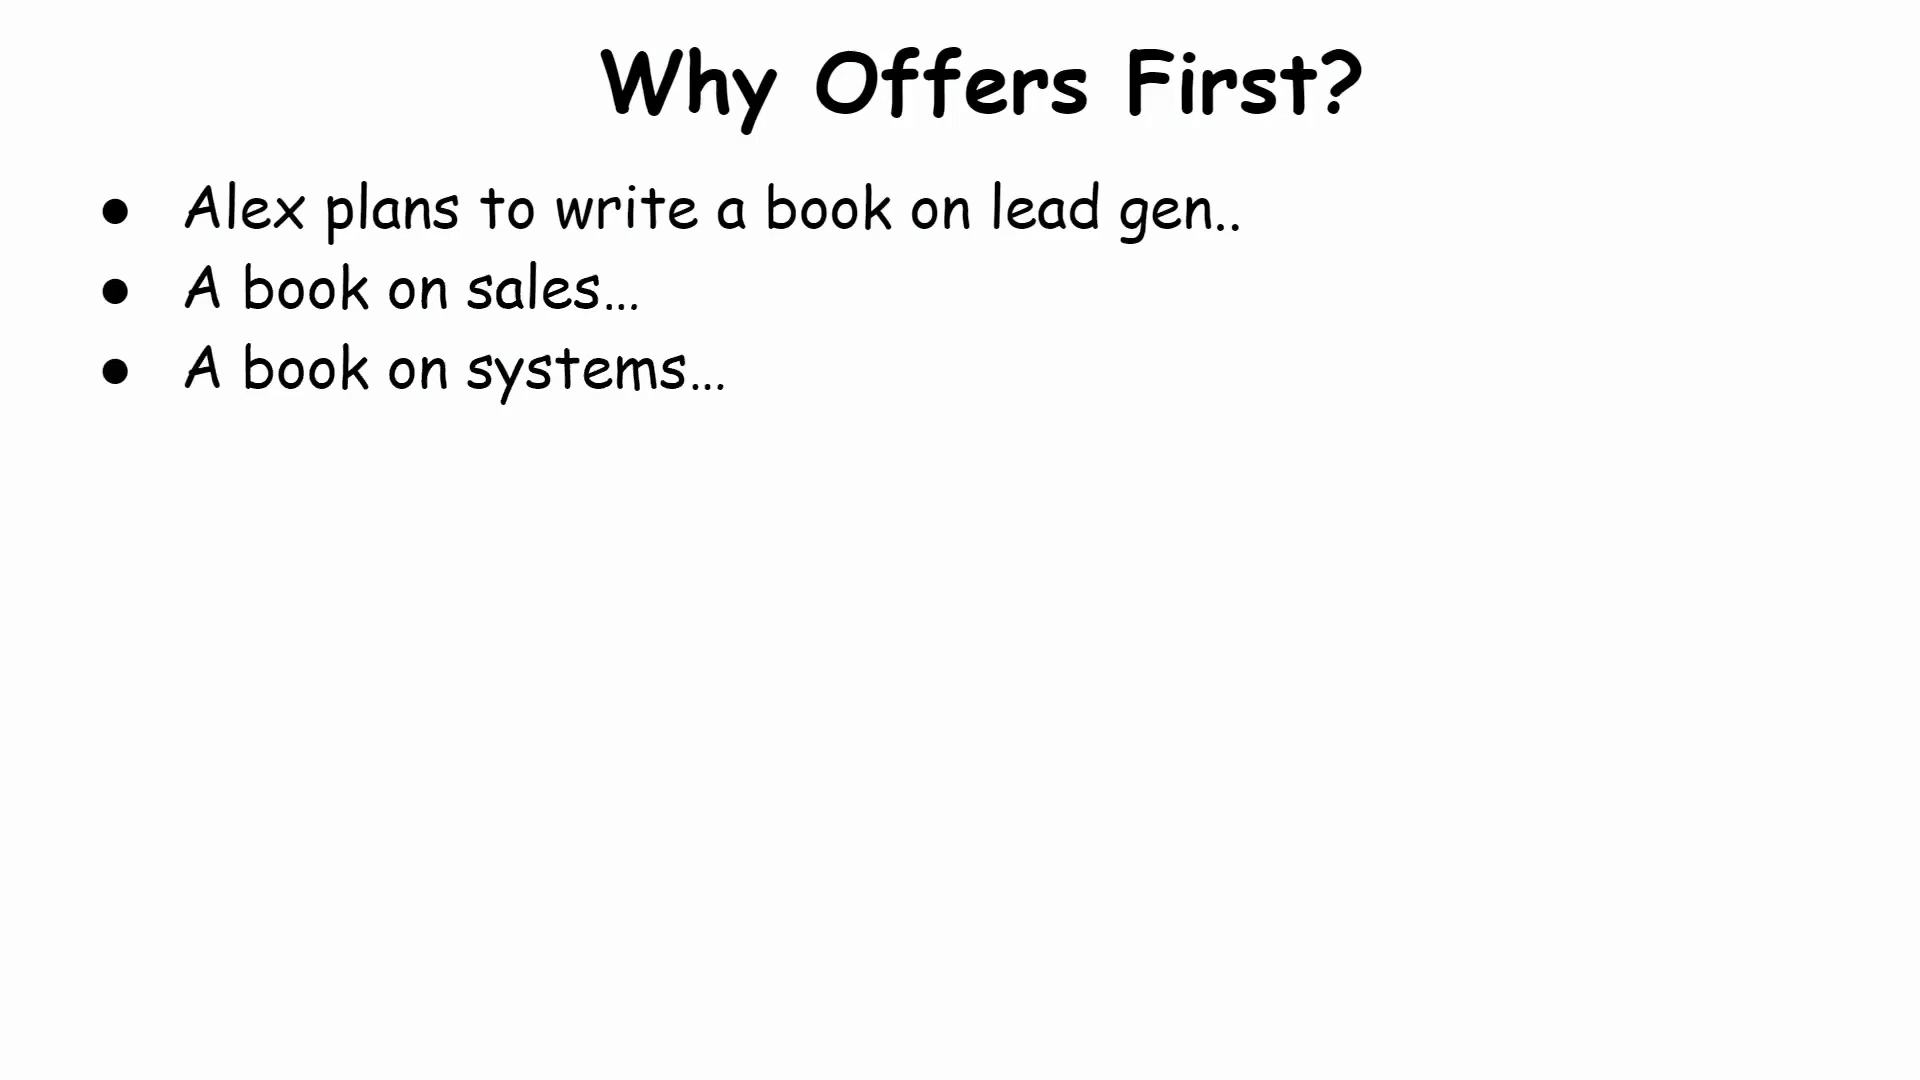 Why Offers First?
● Alex plans to write a book on lead gen..
● A book on sales...
● A book on systems...